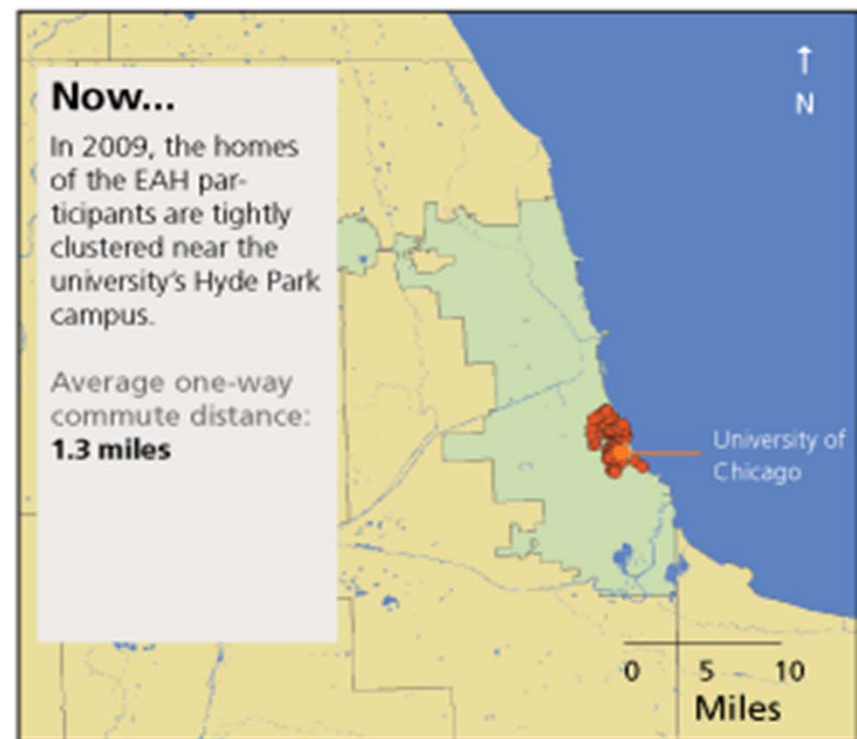 Now...
In 2009, the homes
of the EAH par-
ticipants are tightly
clustered near the
university's Hyde Park
campus.
Average one-way
commute distance:
1.3 miles
↑
N
University of
Chicago
0 5 10
Miles